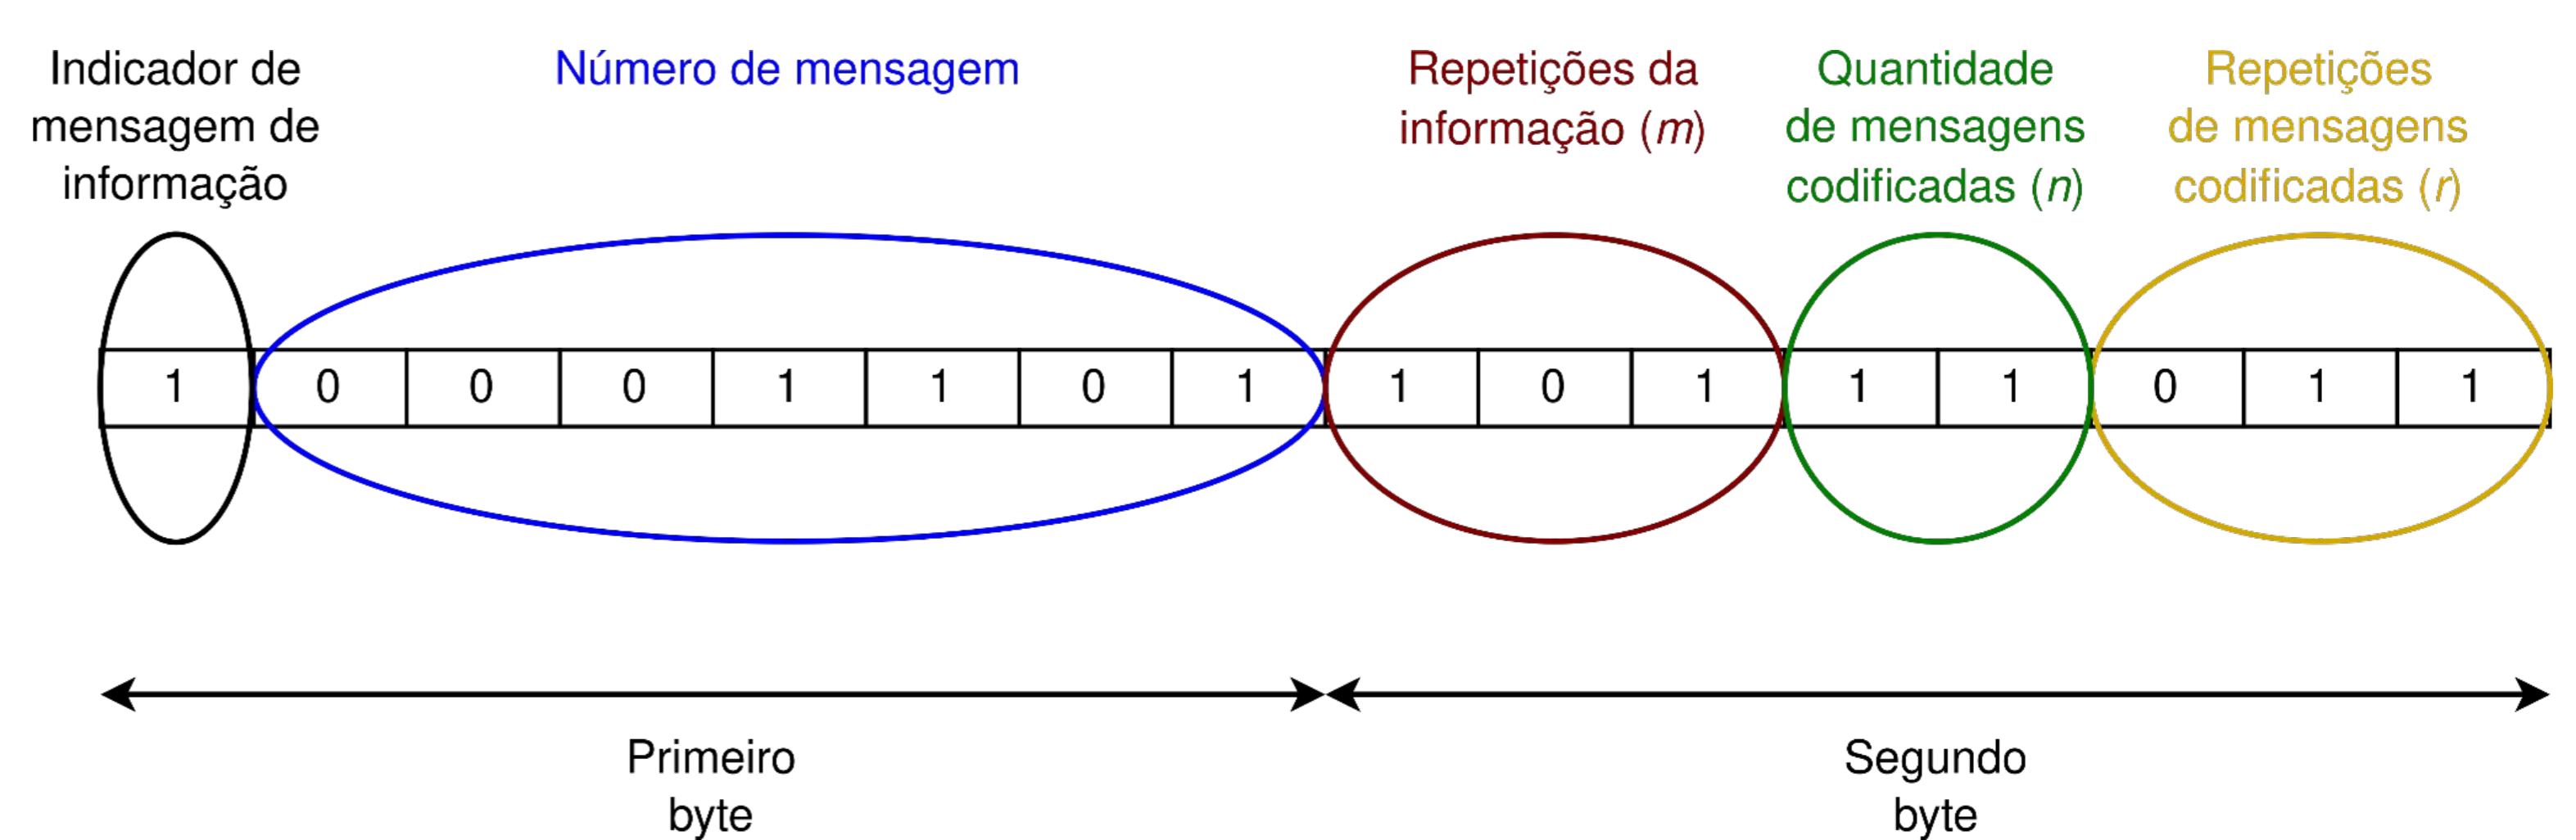 Indicador de
mensagem de
informação
Número de mensagem
Repetições da
informação (m)
Quantidade
de mensagens
codificadas (n)
Repetições
de mensagens
codificadas (r)
1 0 0 0 1 1 0 1 1 0 1 1 1 0 1 1
Primeiro
byte
Segundo
byte